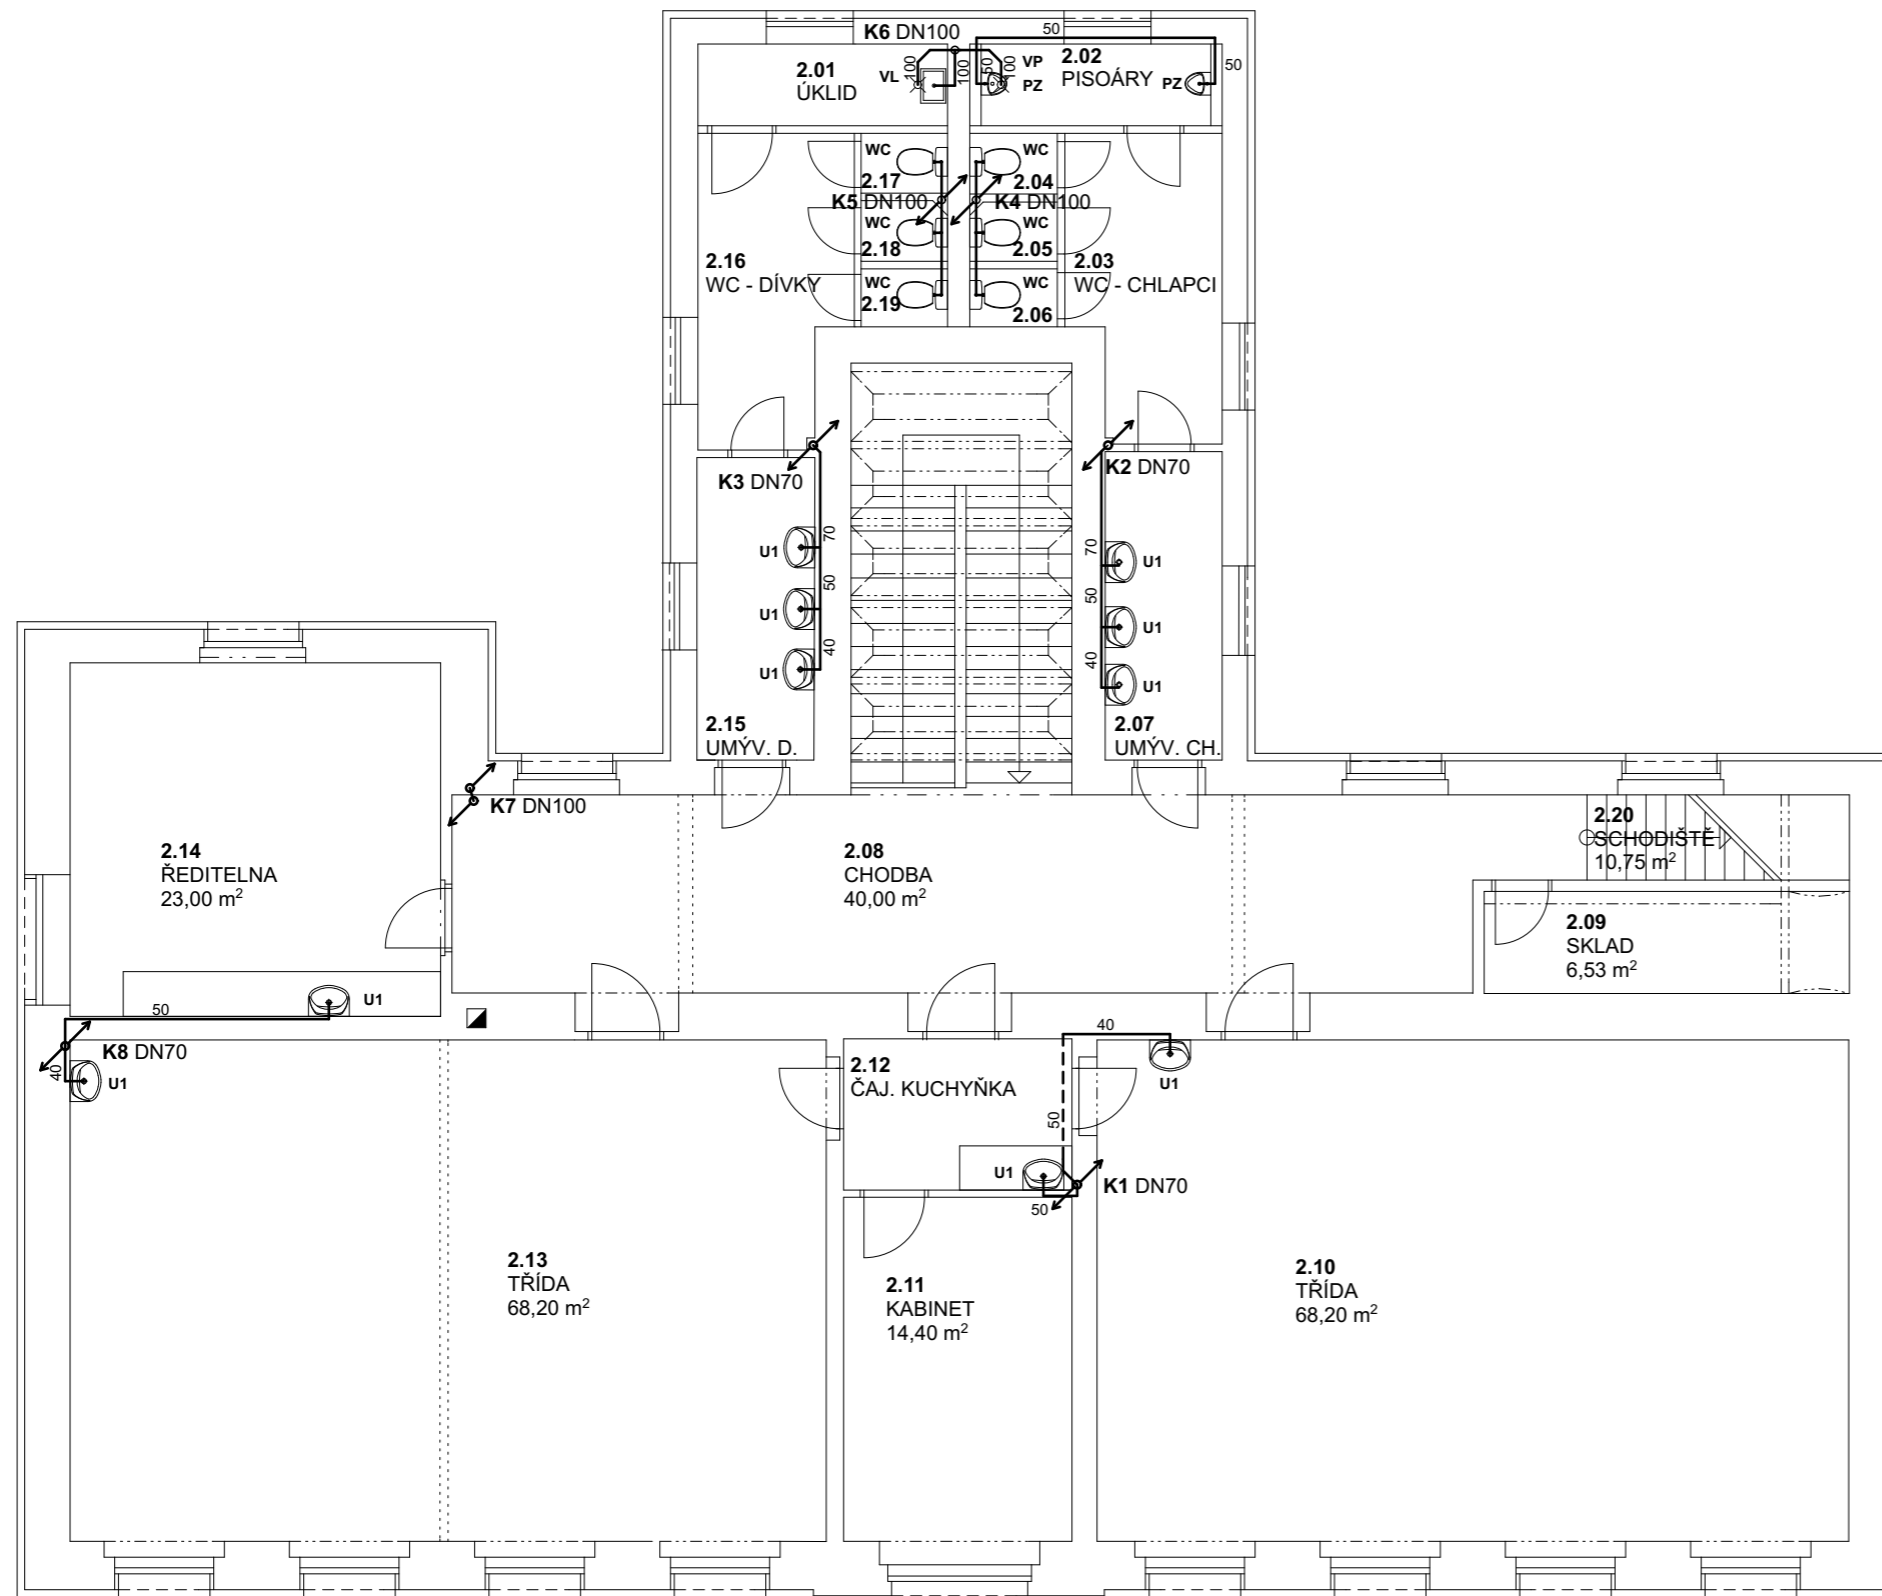 K6 DN100
50
2.01
ÚKLID
VL
100
100
50
100
VP
PZ
2.02
PISOÁRY
PZ
50
WC
2.17
K5 DN100
WC
2.18
WC
2.19
WC
2.04
K4 DN100
WC
2.05
WC
2.06
2.16
WC - DÍVKY
2.03
WC - CHLAPCI
K3 DN70
K2 DN70
70
U1
50
U1
40
U1
70
U1
50
U1
40
U1
2.15
UMÝV. D.
2.07
UMÝV. CH.
K7 DN100
2.14
ŘEDITELNA
23,00 m²
2.08
CHODBA
40,00 m²
2.20
SCHODIŠTĚ
10,75 m²
2.09
SKLAD
6,53 m²
50
U1
K8 DN70
40
U1
2.12
ČAJ. KUCHYŇKA
40
U1
50
U1
K1 DN70
50
2.13
TŘÍDA
68,20 m²
2.11
KABINET
14,40 m²
2.10
TŘÍDA
68,20 m²